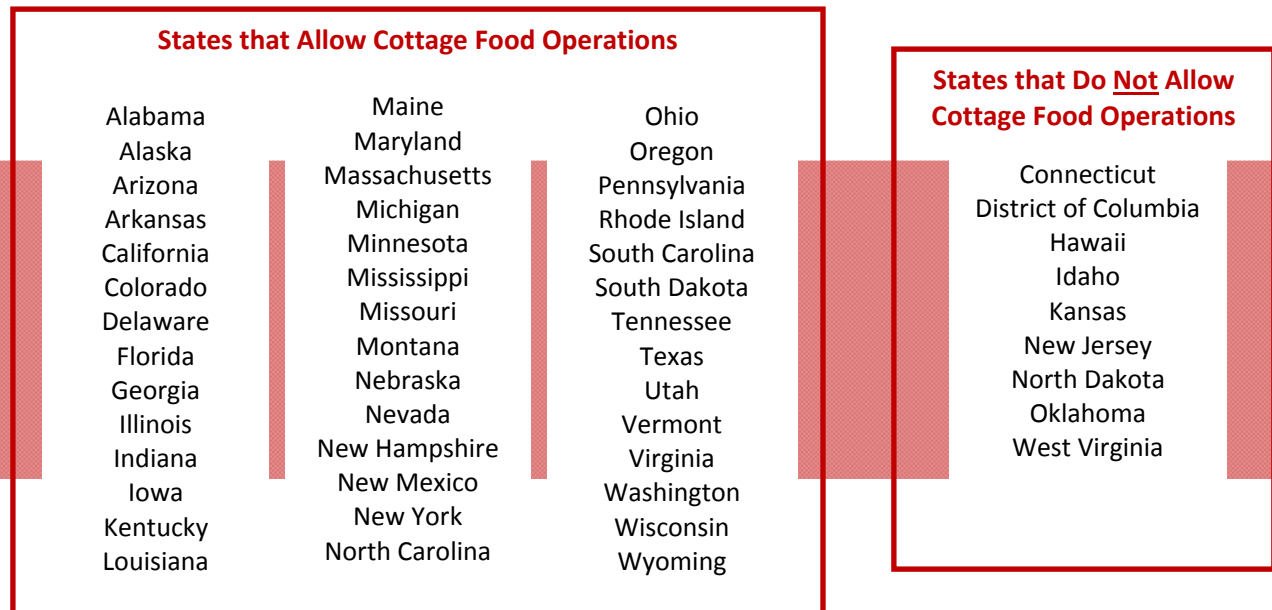 States that Allow Cottage Food Operations
Alabama
Alaska
Arizona
Arkansas
California
Colorado
Delaware
Florida
Georgia
Illinois
Indiana
Iowa
Kentucky
Louisiana
Maine
Maryland
Massachusetts
Michigan
Minnesota
Mississippi
Missouri
Montana
Nebraska
Nevada
New Hampshire
New Mexico
New York
North Carolina
Ohio
Oregon
Pennsylvania
Rhode Island
South Carolina
South Dakota
Tennessee
Texas
Utah
Vermont
Virginia
Washington
Wisconsin
Wyoming
States that Do Not Allow
Cottage Food Operations
Connecticut
District of Columbia
Hawaii
Idaho
Kansas
New Jersey
North Dakota
Oklahoma
West Virginia